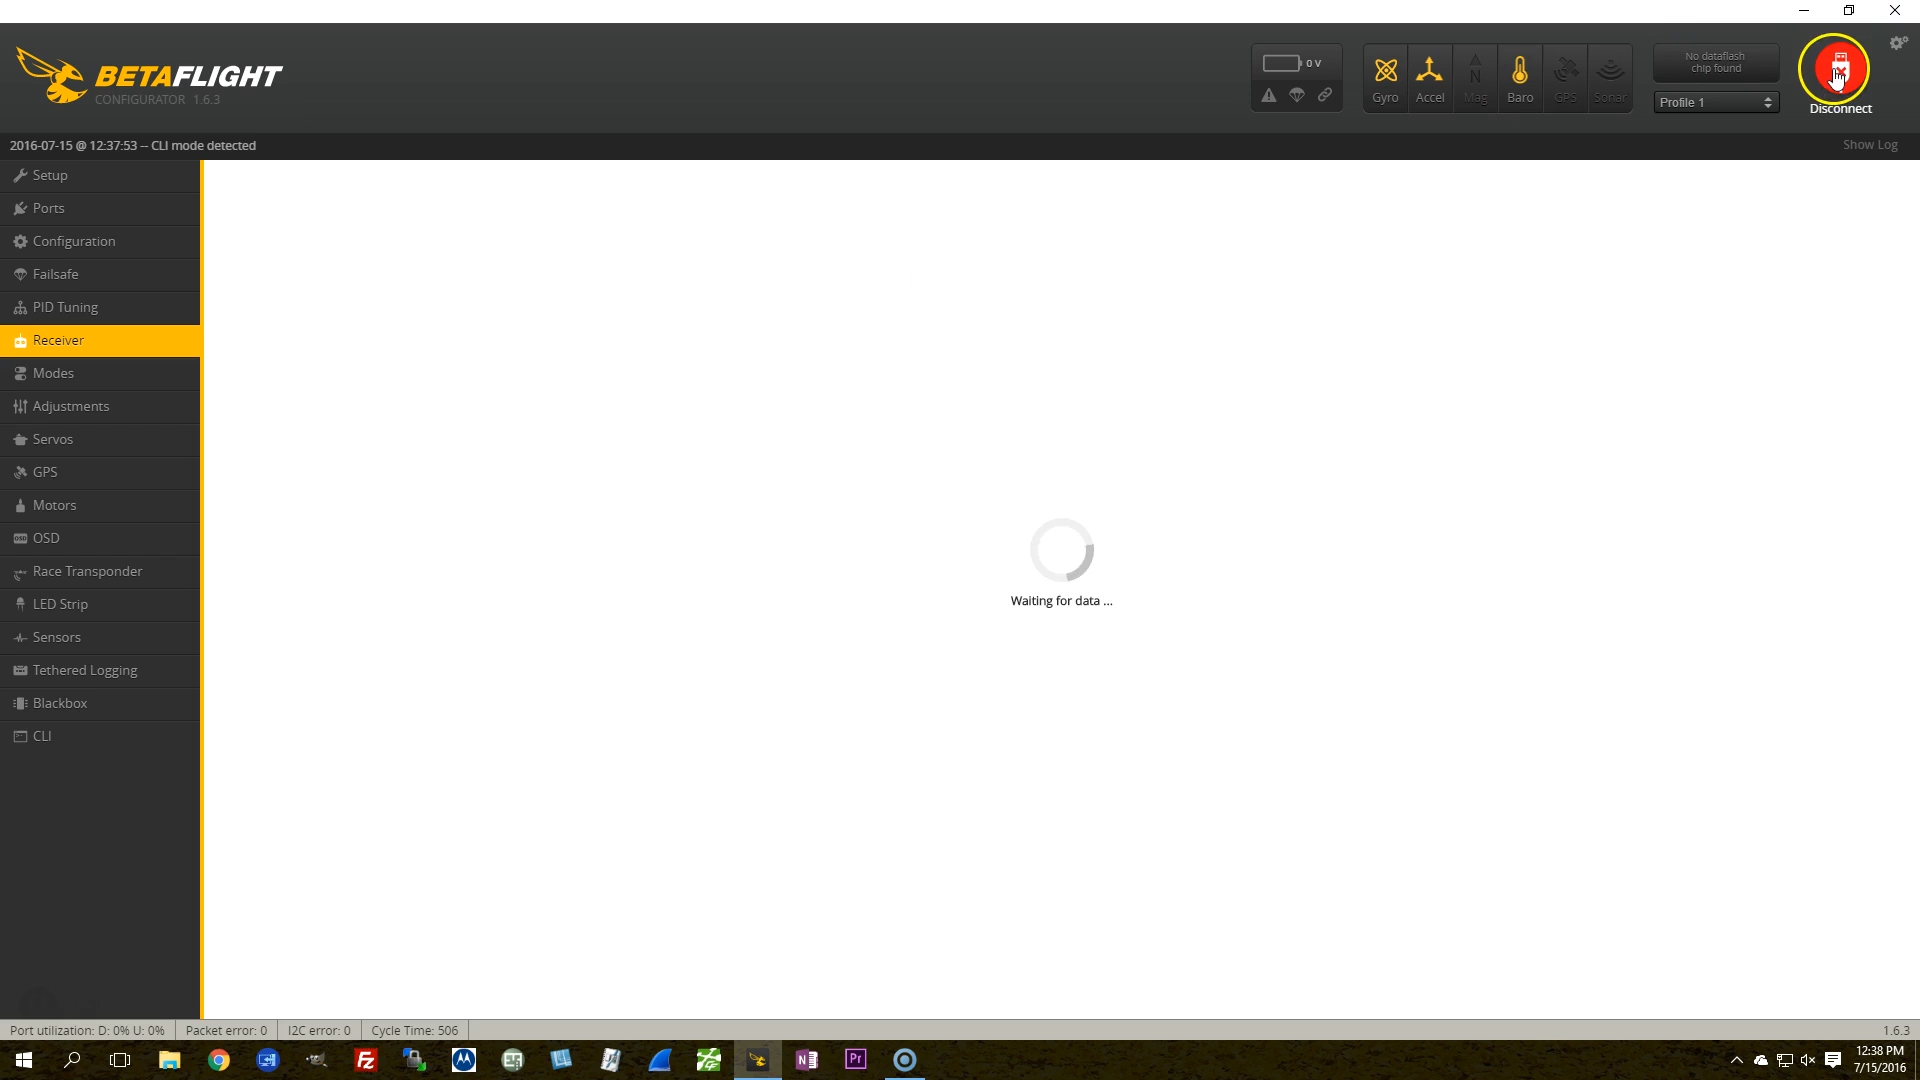 BETAFLIGHT
CONFIGURATOR 1.6.3
0 V
Gyro
Accel
Mag
Baro
GPS
Sonar
No dataflash
chip found
Profile 1
Disconnect
2016-07-15 @ 12:37:53 -- CLI mode detected
Show Log
Setup
Ports
Configuration
Failsafe
PID Tuning
Receiver
Modes
Adjustments
Servos
GPS
Motors
OSD
Race Transponder
LED Strip
Sensors
Tethered Logging
Blackbox
CLI
Waiting for data ...
Port utilization: D: 0% U: 0%
Packet error: 0
I2C error: 0
Cycle Time: 506
1.6.3
12:38 PM
7/15/2016